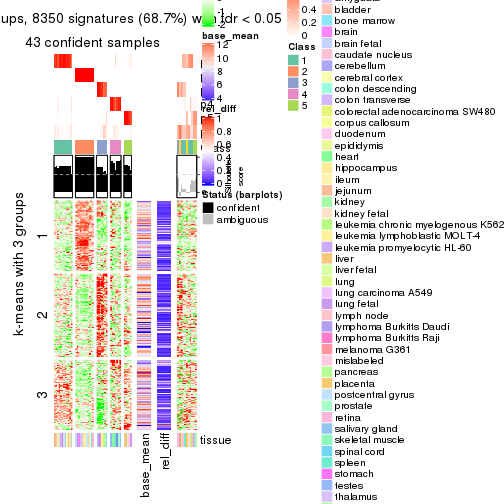 ups, 8350 signatures (68.7%) w fdr < 0.05
43 confident samples
k-means with 3 groups
1
2
3
base_mean
rel_diff
tissue
-2
base_mean
12
10
8
6
4
rel_diff
1
0.8
0.6
0.4
0.2
0
score
Status (barplots)
confident
ambiguous
0.4
0.2
0
Class
1
2
3
4
5
bladder
bone marrow
brain
brain fetal
caudate nucleus
cerebellum
cerebral cortex
colon descending
colon transverse
colorectal adenocarcinoma SW480
corpus callosum
duodenum
epididymis
heart
hippocampus
ileum
jejunum
kidney
kidney fetal
leukemia chronic myelogenous K562
leukemia lymphoblastic MOLT-4
leukemia promyelocytic HL-60
liver
liver fetal
lung
lung carcinoma A549
lung fetal
lymph node
lymphoma Burkitts Daudi
lymphoma Burkitts Raji
melanoma G361
mislabeled
pancreas
placenta
postcentral gyrus
prostate
retina
salivary gland
skeletal muscle
spinal cord
spleen
stomach
testes
thalamus